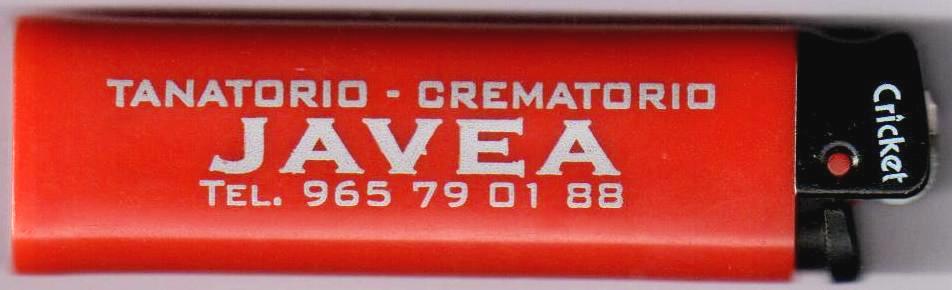 TANATORIO - CREMATORIO
JAVEA
TEL. 965 79 01 88
Cricket